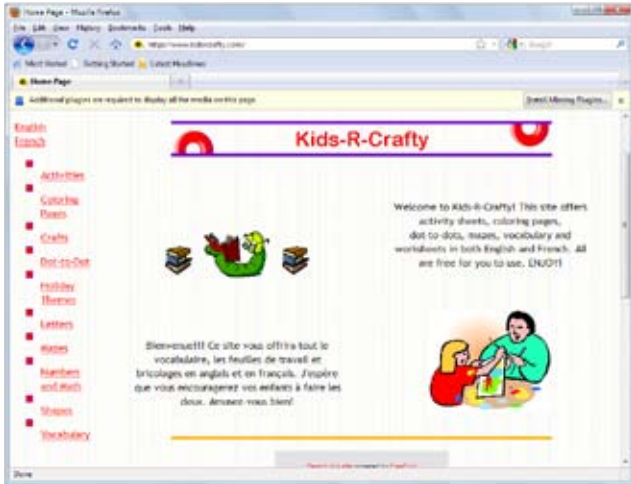 Home Page - Mozilla Firefox
File Edit View History Bookmarks Tools Help
Most Visited Getting Started Latest Headlines
Home Page
Additional plugins are required to display all the media on this page.
Install Missing Plugins...
English
French
Activities
Coloring
Pages
Crafts
Dot-to-Dot
Holiday
Themes
Letters
Mazes
Numbers
and Math
Shapes
Vocabulary
Kids-R-Crafty
Welcome to Kids-R-Crafty! This site offers
activity sheets, coloring pages,
dot-to-dots, mazes, vocabulary and
worksheets in both English and French. All
are free for you to use. ENJOY!
Bienvenue!!! Ce site vous offrira tout le
vocabulaire, les feuilles de travail et
bricolages en anglais et en français. J'espère
que vous encouragerez vos enfants à faire les
deux. Amusez-vous bien!
Done